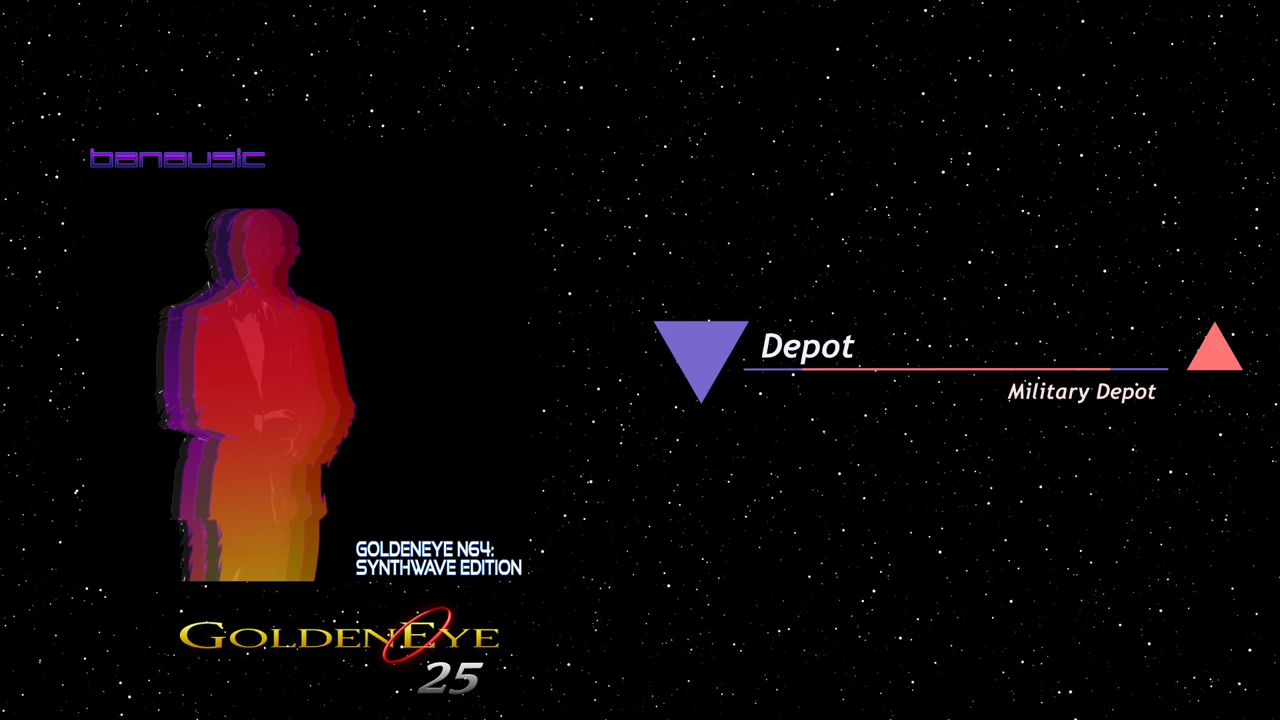 banausic
Depot
Military Depot
GOLDENEYE N64:
SYNTHWAVE EDITION
GOLDENEYE
25